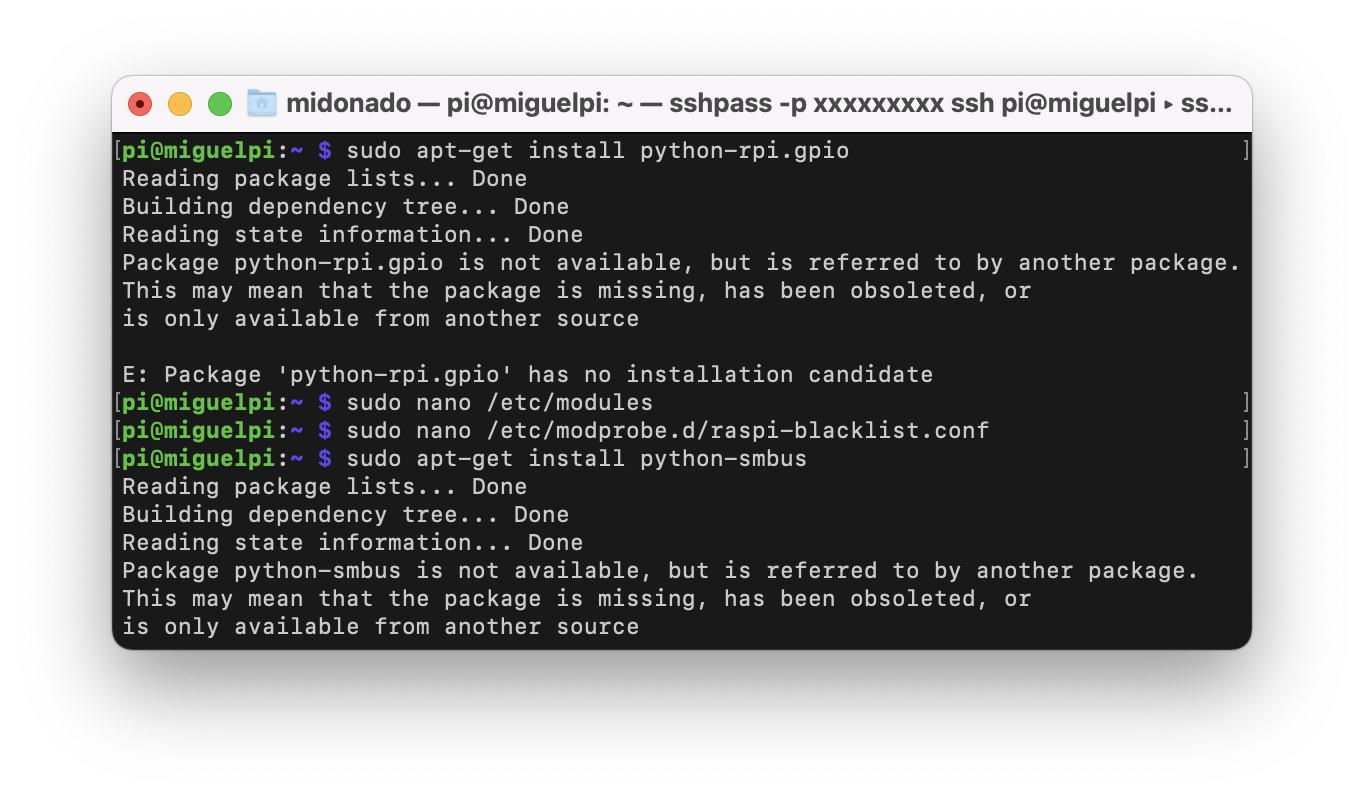 midonado — pi@miguelpi: ~ — sshpass -p xxxxxxxxx ssh pi@miguelpi ▸ ss...
[pi@miguelpi:~ $ sudo apt-get install python-rpi.gpio ]
Reading package lists... Done
Building dependency tree... Done
Reading state information... Done
Package python-rpi.gpio is not available, but is referred to by another package.
This may mean that the package is missing, has been obsoleted, or
is only available from another source

E: Package 'python-rpi.gpio' has no installation candidate
[pi@miguelpi:~ $ sudo nano /etc/modules ]
[pi@miguelpi:~ $ sudo nano /etc/modprobe.d/raspi-blacklist.conf ]
[pi@miguelpi:~ $ sudo apt-get install python-smbus ]
Reading package lists... Done
Building dependency tree... Done
Reading state information... Done
Package python-smbus is not available, but is referred to by another package.
This may mean that the package is missing, has been obsoleted, or
is only available from another source